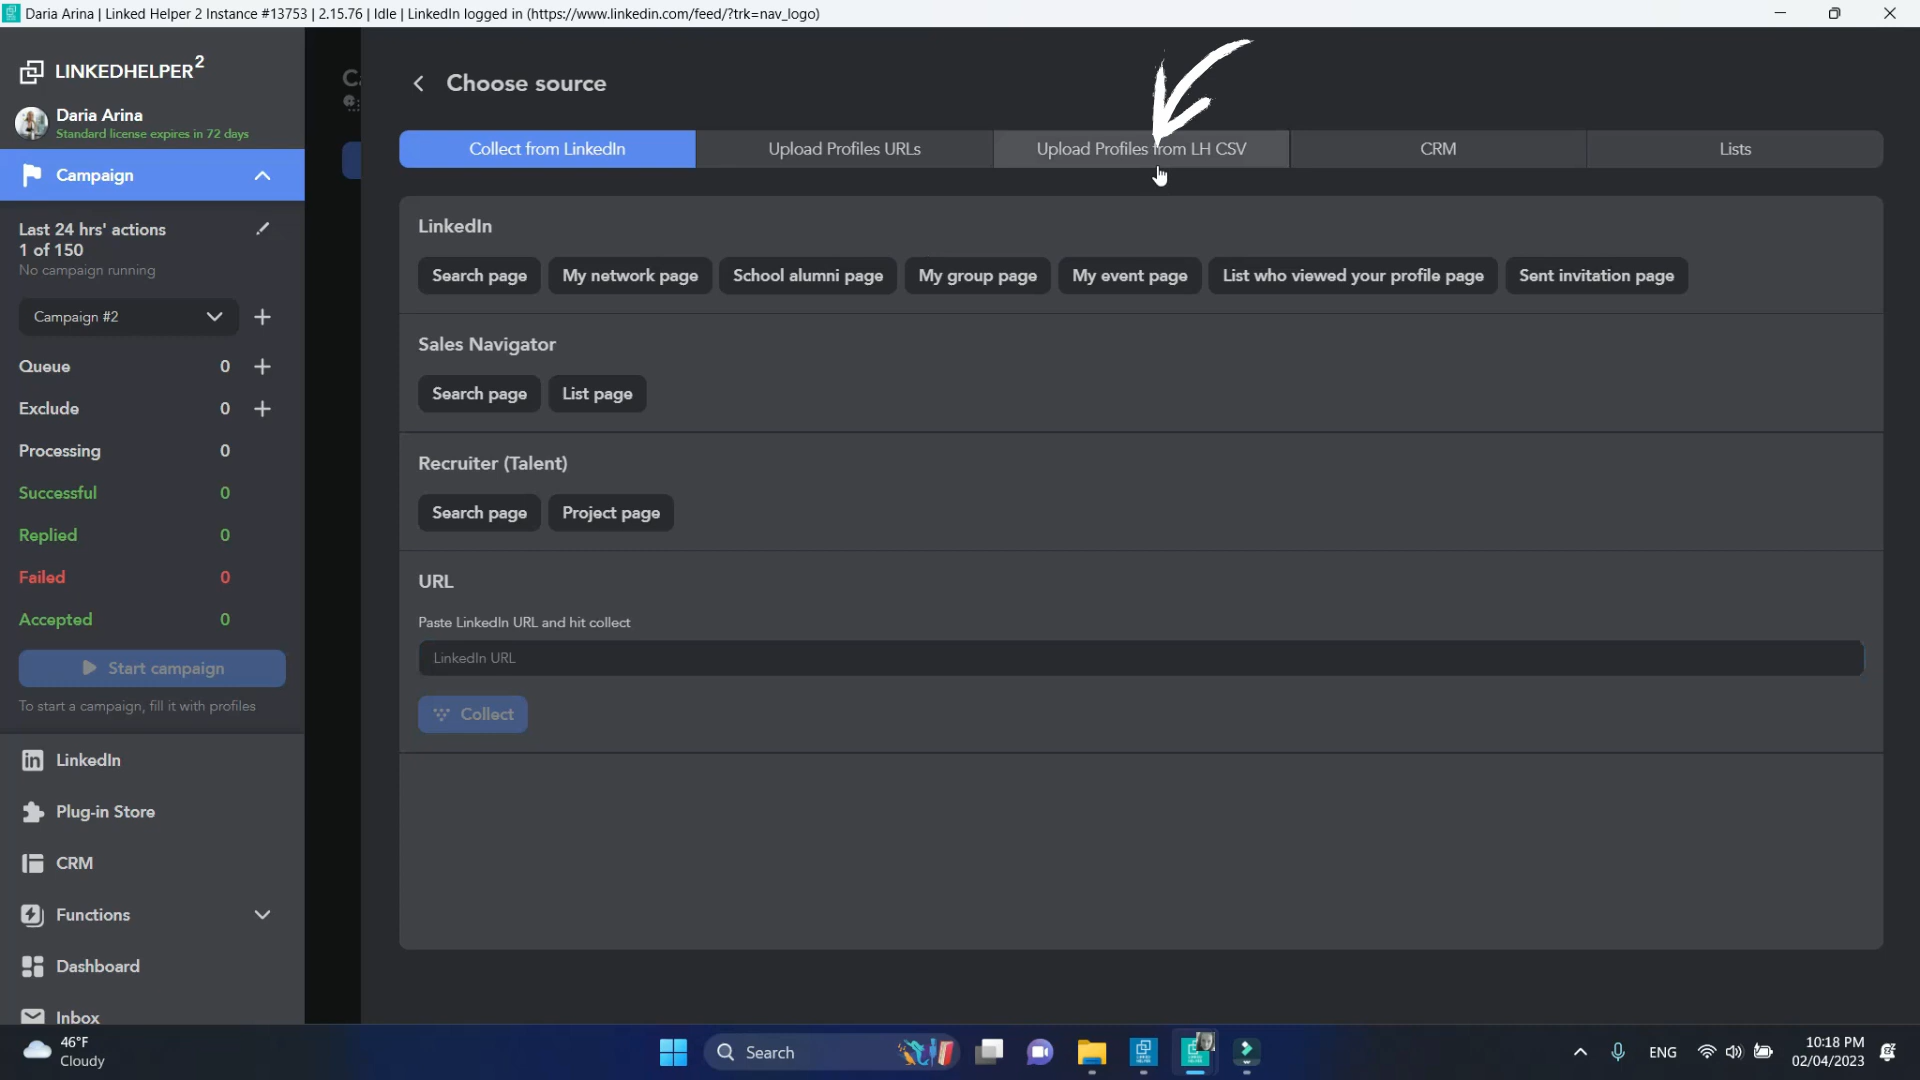 Daria Arina | Linked Helper 2 Instance #13753 | 2.15.76 | Idle | LinkedIn logged in (https://www.linkedin.com/feed/?trk=nav_logo)
LINKEDHELPER2
Daria Arina
Standard license expires in 72 days
Campaign
Last 24 hrs' actions
1 of 150
No campaign running
Campaign #2
Queue 0
Exclude 0
Processing 0
Successful 0
Replied 0
Failed 0
Accepted 0
Start campaign
To start a campaign, fill it with profiles
LinkedIn
Plug-in Store
CRM
Functions
Dashboard
Inbox
Choose source
Collect from LinkedIn Upload Profiles URLs Upload Profiles from LH CSV CRM Lists
LinkedIn
Search page My network page School alumni page My group page My event page List who viewed your profile page Sent invitation page
Sales Navigator
Search page List page
Recruiter (Talent)
Search page Project page
URL
Paste LinkedIn URL and hit collect
LinkedIn URL
Collect
46°F
Cloudy
Search
ENG
10:18 PM
02/04/2023